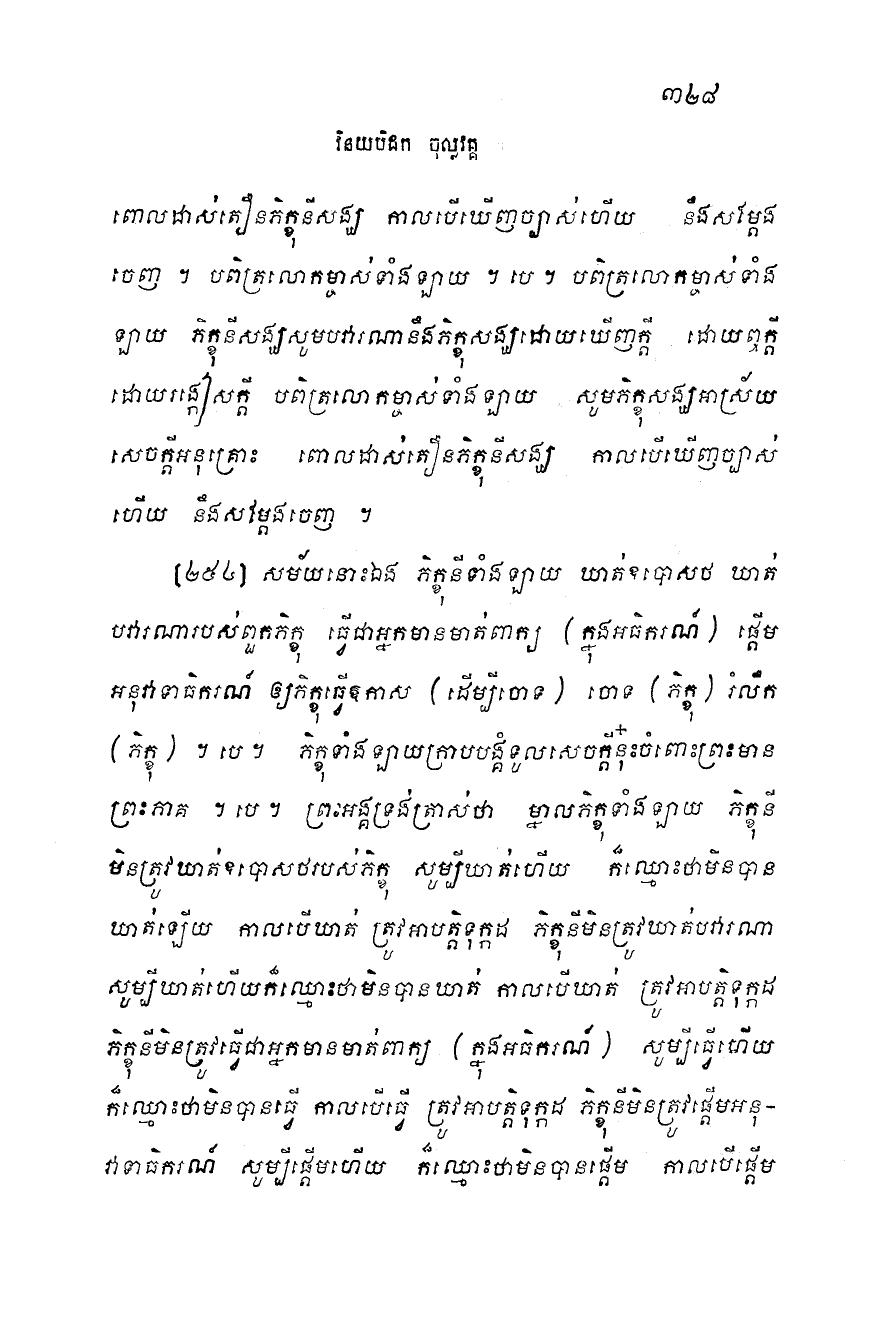 ៣២៨
វិនយបិដក ចុល្លវគ្គ
ពោលដាស់តឿនភិក្ខុនីសង្ឃ កាលបើឃើញច្បាស់ហើយ នឹងសម្តែង
ចេញ ។ បពិត្រលោកម្ចាស់ទាំងឡាយ ។ បេ ។ បពិត្រលោកម្ចាស់ទាំង
ឡាយ ភិក្ខុនីសង្ឃសូមបវារណានឹងភិក្ខុសង្ឃដោយឃើញក្តី ដោយឮក្តី
ដោយរង្កៀសក្តី បពិត្រលោកម្ចាស់ទាំងឡាយ សូមភិក្ខុសង្ឃអាស្រ័យ
សេចក្តីអនុគ្រោះ ពោលដាស់តឿនភិក្ខុនីសង្ឃ កាលបើឃើញច្បាស់
ហើយ នឹងសម្តែងចេញ ។
[២៥៤] សម័យនោះឯង ភិក្ខុនីទាំងឡាយ ឃាត់ឧបោសថ ឃាត់
បវារណារបស់ពួកភិក្ខុ ធ្វើជាអ្នកមានមាត់ពាក្យ (ក្នុងអធិករណ៍) ផ្តើម
អនុវាទាធិករណ៍ ឲ្យភិក្ខុធ្វើឱកាស (ដើម្បីចោទ) ចោទ (ភិក្ខុ) រំលឹក
(ភិក្ខុ) ។ បេ ។ ភិក្ខុទាំងឡាយក្រាបបង្គំទូលសេចក្តីនុ៎ះចំពោះព្រះមាន
ព្រះភាគ ។ បេ ។ ព្រះអង្គទ្រង់ត្រាស់ថា ម្នាលភិក្ខុទាំងឡាយ ភិក្ខុនី
មិនត្រូវឃាត់ឧបោសថរបស់ភិក្ខុ សូម្បីឃាត់ហើយ ក៏ឈ្មោះថាមិនបាន
ឃាត់ឡើយ កាលបើឃាត់ ត្រូវអាបត្តិទុក្កដ ភិក្ខុនីមិនត្រូវឃាត់បវារណា
សូម្បីឃាត់ហើយក៏ឈ្មោះថាមិនបានឃាត់ កាលបើឃាត់ ត្រូវអាបត្តិទុក្កដ
ភិក្ខុនីមិនត្រូវធ្វើជាអ្នកមានមាត់ពាក្យ (ក្នុងអធិករណ៍) សូម្បីធ្វើហើយ
ក៏ឈ្មោះថាមិនបានធ្វើ កាលបើធ្វើ ត្រូវអាបត្តិទុក្កដ ភិក្ខុនីមិនត្រូវផ្តើមអនុ-
វាទាធិករណ៍ សូម្បីផ្តើមហើយ ក៏ឈ្មោះថាមិនបានផ្តើម កាលបើផ្តើម